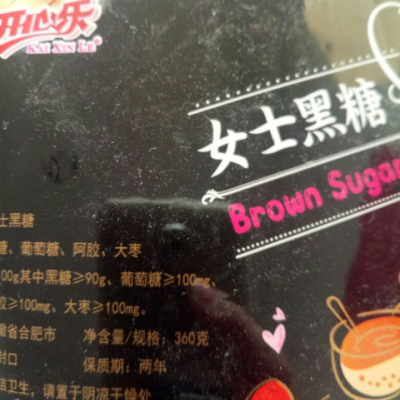 开心乐
KAI XIN LE®
女士黑糖
Brown Sugar
士黑糖
糖、葡萄糖、阿胶、大枣
00g其中黑糖≥90g、葡萄糖≥100mg、
胶≥100mg、大枣≥100mg。
徽省合肥市 净含量/规格：360克
封口 保质期：两年
洁卫生，请置于阴凉干燥处